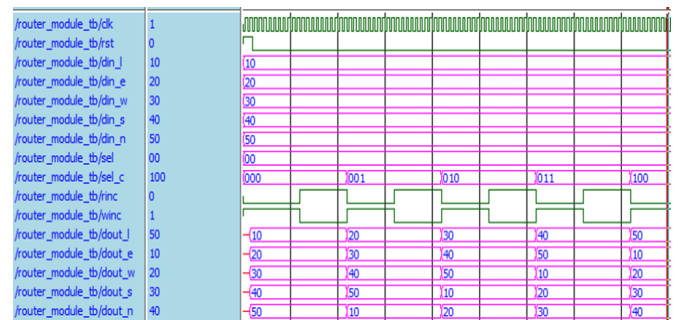 /router_module_tb/clk 1
/router_module_tb/rst 0
/router_module_tb/din_l 10 10
/router_module_tb/din_e 20 20
/router_module_tb/din_w 30 30
/router_module_tb/din_s 40 40
/router_module_tb/din_n 50 50
/router_module_tb/sel 00 00
/router_module_tb/sel_c 100 000 001 010 011 100
/router_module_tb/rinc 0
/router_module_tb/winc 1
/router_module_tb/dout_l 50 10 20 30 40 50
/router_module_tb/dout_e 10 20 30 40 50 10
/router_module_tb/dout_w 20 30 40 50 10 20
/router_module_tb/dout_s 30 40 50 10 20 30
/router_module_tb/dout_n 40 50 10 20 30 40